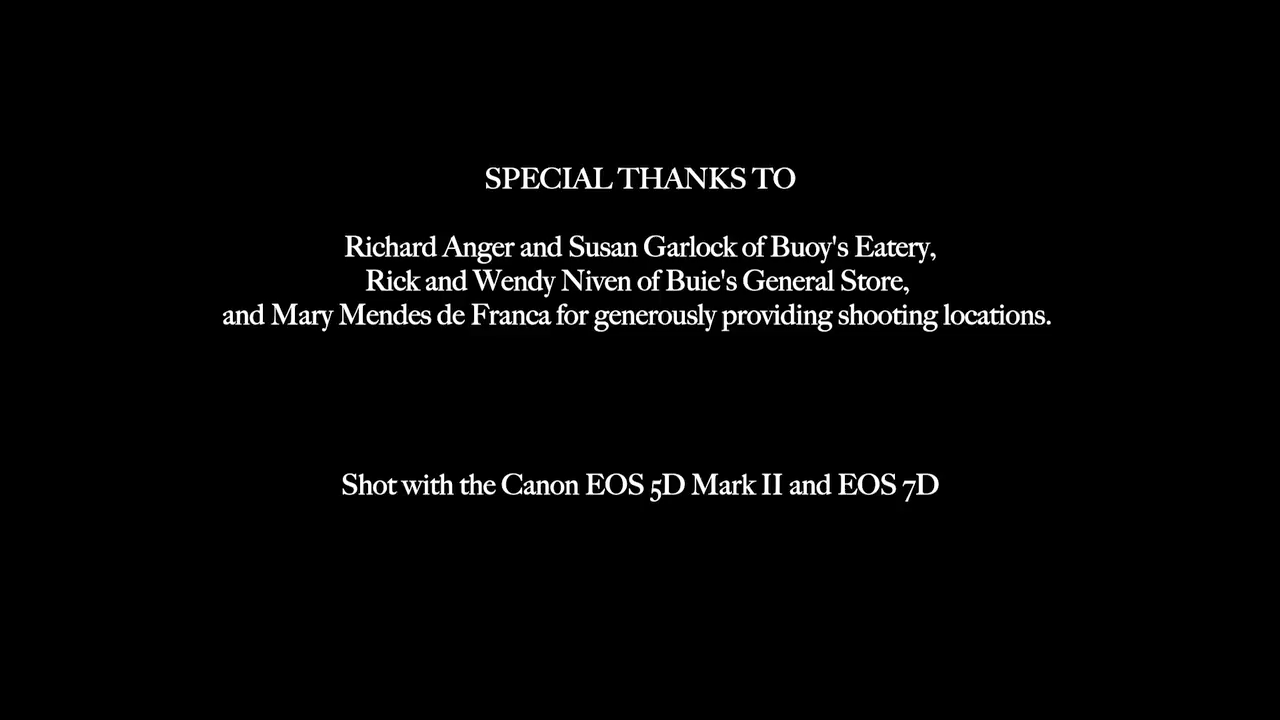 SPECIAL THANKS TO
Richard Anger and Susan Garlock of Buoy's Eatery,
Rick and Wendy Niven of Buie's General Store,
and Mary Mendes de Franca for generously providing shooting locations.
Shot with the Canon EOS 5D Mark II and EOS 7D